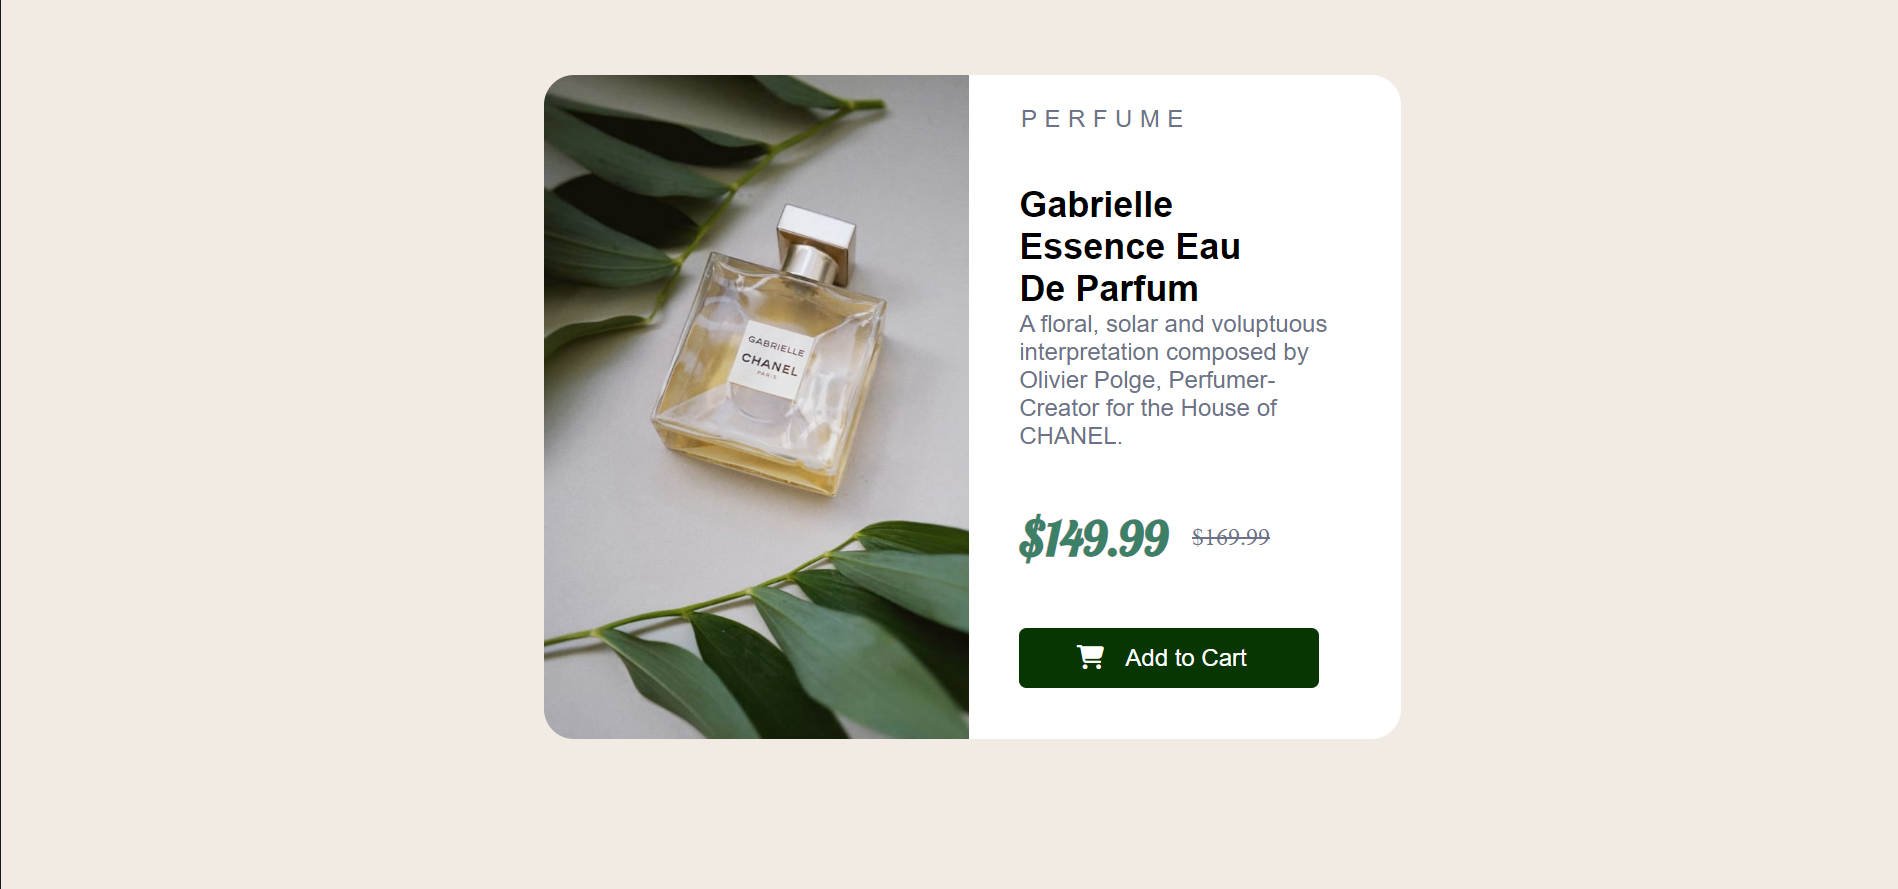 PERFUME
GABRIELLE
CHANEL
PARIS
Gabrielle
Essence Eau
De Parfum
A floral, solar and voluptuous
interpretation composed by
Olivier Polge, Perfumer-
Creator for the House of
CHANEL.
$149.99 $169.99
Add to Cart